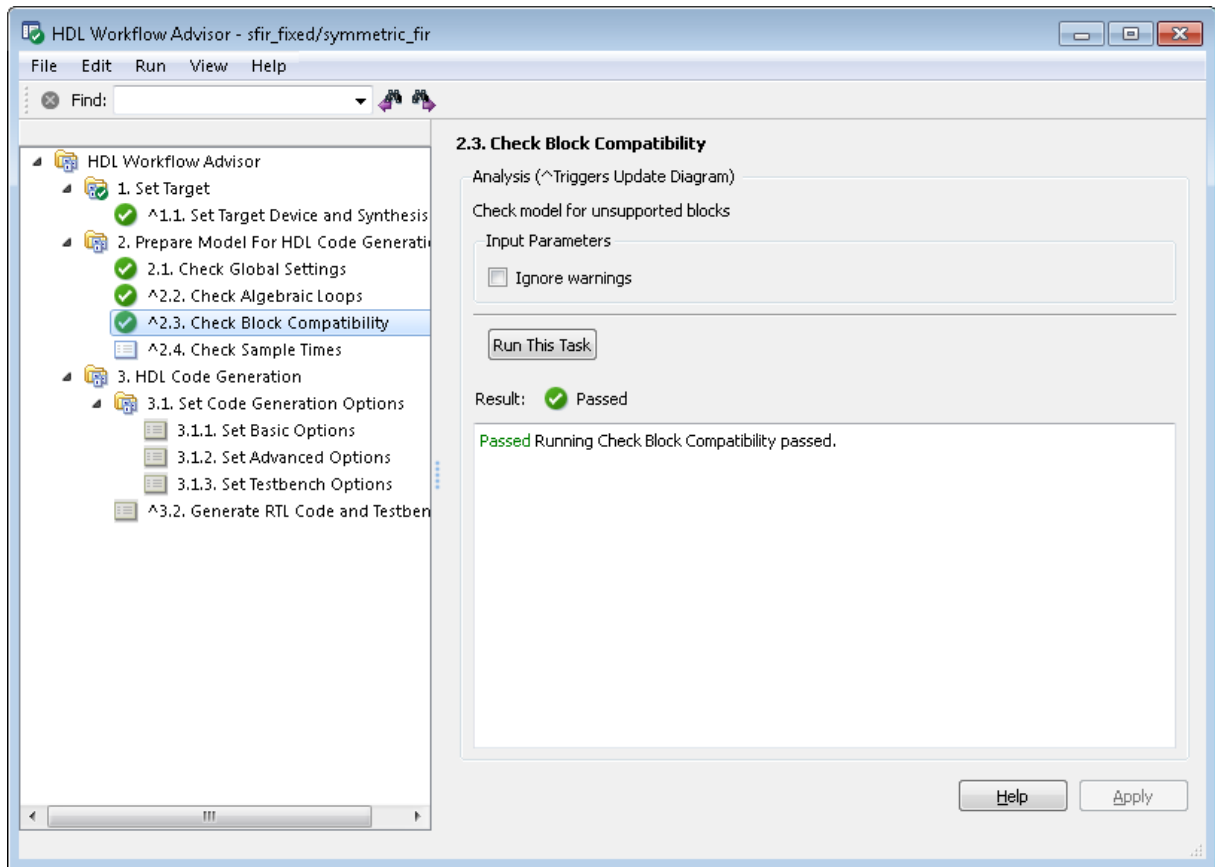 HDL Workflow Advisor - sfir_fixed/symmetric_fir
File Edit Run View Help
Find:
HDL Workflow Advisor
1. Set Target
^1.1. Set Target Device and Synthesis
2. Prepare Model For HDL Code Generati
2.1. Check Global Settings
^2.2. Check Algebraic Loops
^2.3. Check Block Compatibility
^2.4. Check Sample Times
3. HDL Code Generation
3.1. Set Code Generation Options
3.1.1. Set Basic Options
3.1.2. Set Advanced Options
3.1.3. Set Testbench Options
^3.2. Generate RTL Code and Testben
2.3. Check Block Compatibility
Analysis (^Triggers Update Diagram)
Check model for unsupported blocks
Input Parameters
Ignore warnings
Run This Task
Result: Passed
Passed Running Check Block Compatibility passed.
Help Apply